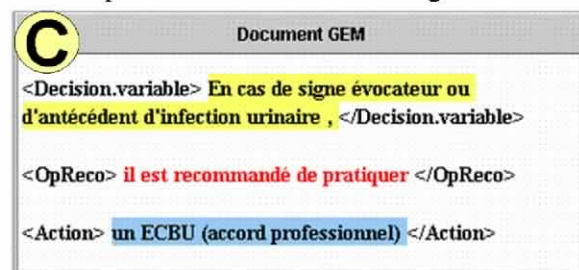 C
Document GEM
<Decision.variable> En cas de signe évocateur ou
d'antécédent d'infection urinaire , </Decision.variable>
<OpReco> il est recommandé de pratiquer </OpReco>
<Action> un ECBU (accord professionnel) </Action>